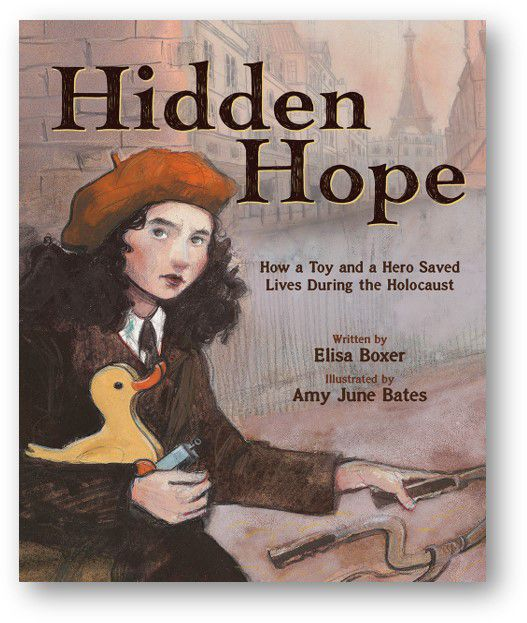 Hidden
Hope
How a Toy and a Hero Saved
Lives During the Holocaust
Written by
Elisa Boxer
Illustrated by
Amy June Bates